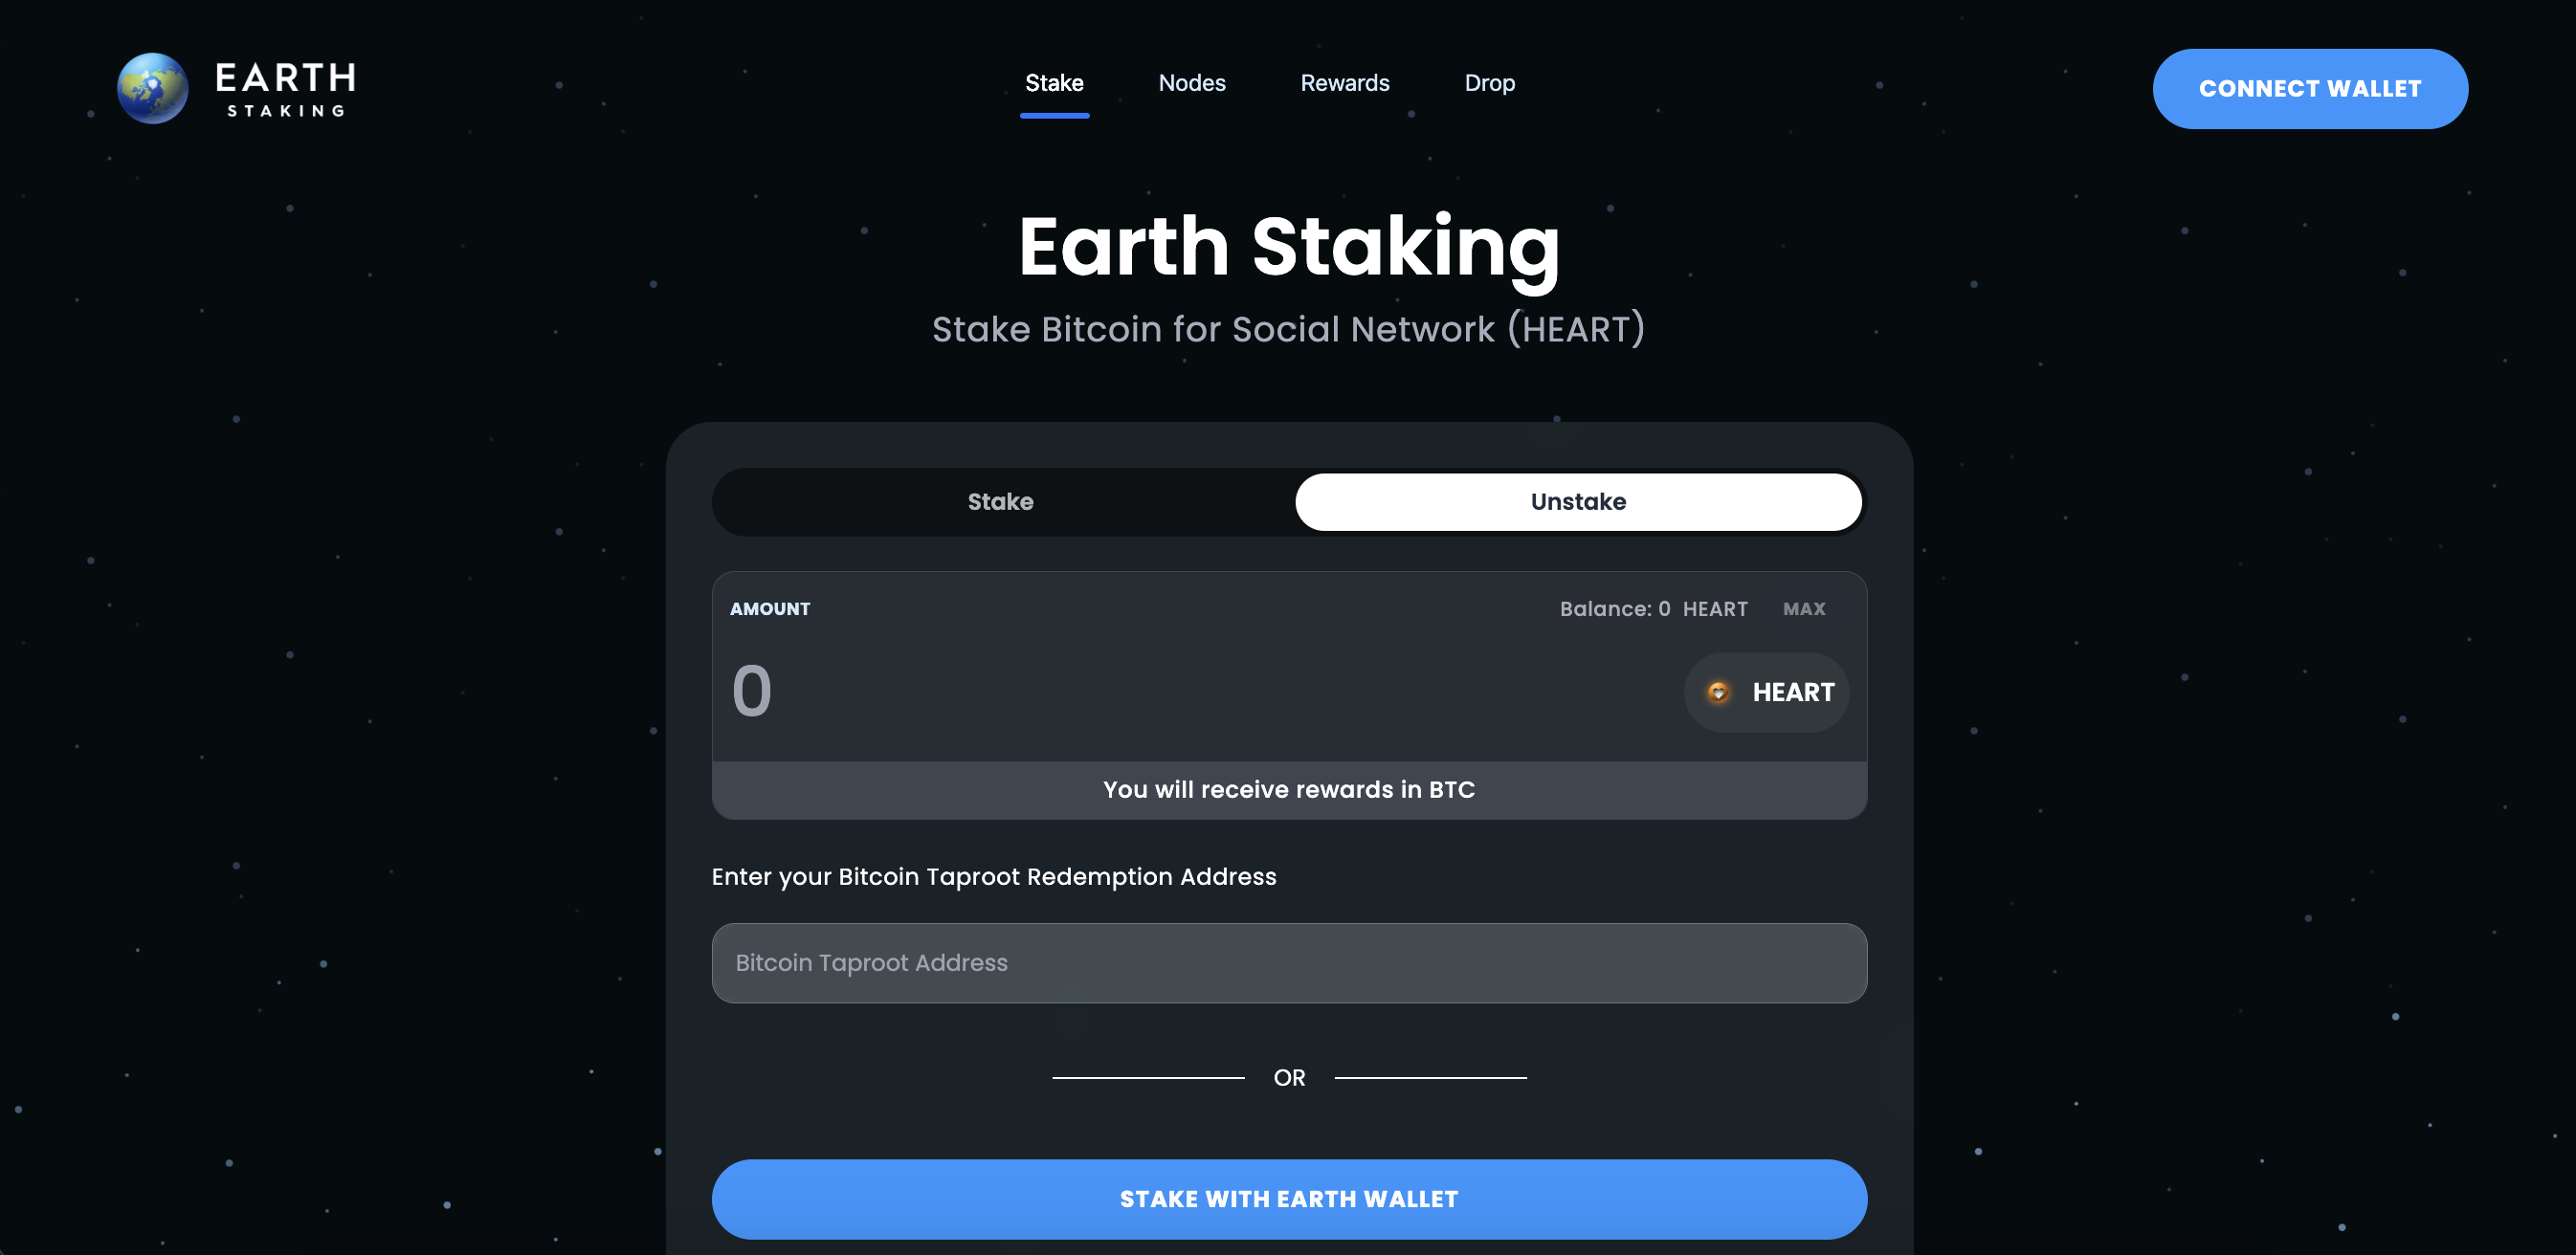 EARTH
STAKING
Stake
Nodes
Rewards
Drop
CONNECT WALLET
Earth Staking
Stake Bitcoin for Social Network (HEART)
Stake
Unstake
AMOUNT
Balance: 0 HEART
MAX
0
HEART
You will receive rewards in BTC
Enter your Bitcoin Taproot Redemption Address
Bitcoin Taproot Address
OR
STAKE WITH EARTH WALLET